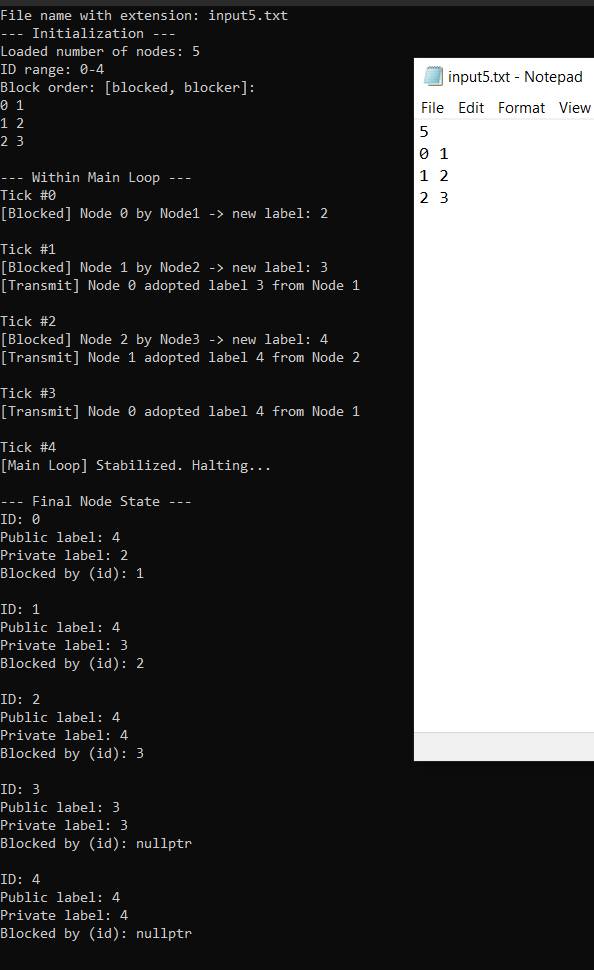 File name with extension: input5.txt
--- Initialization ---
Loaded number of nodes: 5
ID range: 0-4
Block order: [blocked, blocker]:
0 1
1 2
2 3
--- Within Main Loop ---
Tick #0
[Blocked] Node 0 by Node1 -> new label: 2
Tick #1
[Blocked] Node 1 by Node2 -> new label: 3
[Transmit] Node 0 adopted label 3 from Node 1
Tick #2
[Blocked] Node 2 by Node3 -> new label: 4
[Transmit] Node 1 adopted label 4 from Node 2
Tick #3
[Transmit] Node 0 adopted label 4 from Node 1
Tick #4
[Main Loop] Stabilized. Halting...
--- Final Node State ---
ID: 0
Public label: 4
Private label: 2
Blocked by (id): 1
ID: 1
Public label: 4
Private label: 3
Blocked by (id): 2
ID: 2
Public label: 4
Private label: 4
Blocked by (id): 3
ID: 3
Public label: 3
Private label: 3
Blocked by (id): nullptr
ID: 4
Public label: 4
Private label: 4
Blocked by (id): nullptr
input5.txt - Notepad
File Edit Format View
5
0 1
1 2
2 3